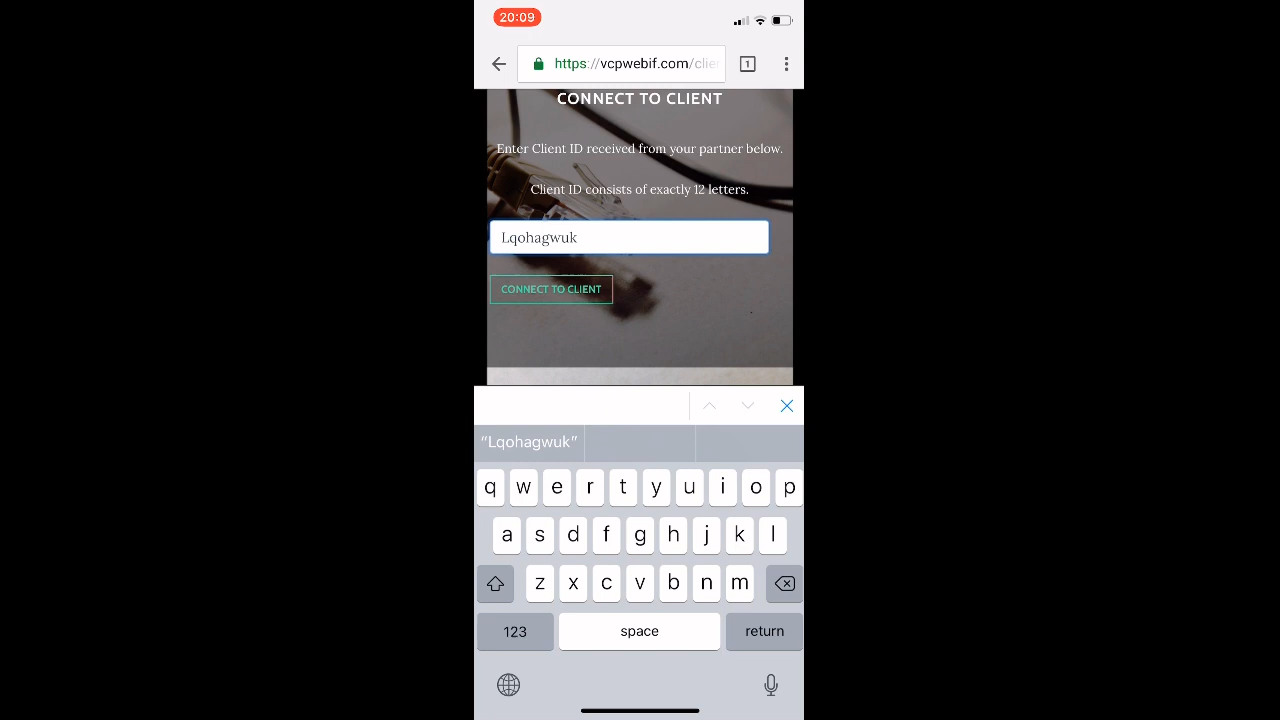 20:09
https://vcpwebif.com/clie
1
CONNECT TO CLIENT
Enter Client ID received from your partner below.
Client ID consists of exactly 12 letters.
Lqohagwuk
CONNECT TO CLIENT
“Lqohagwuk”
q w e r t y u i o p
a s d f g h j k l
z x c v b n m
123 space return